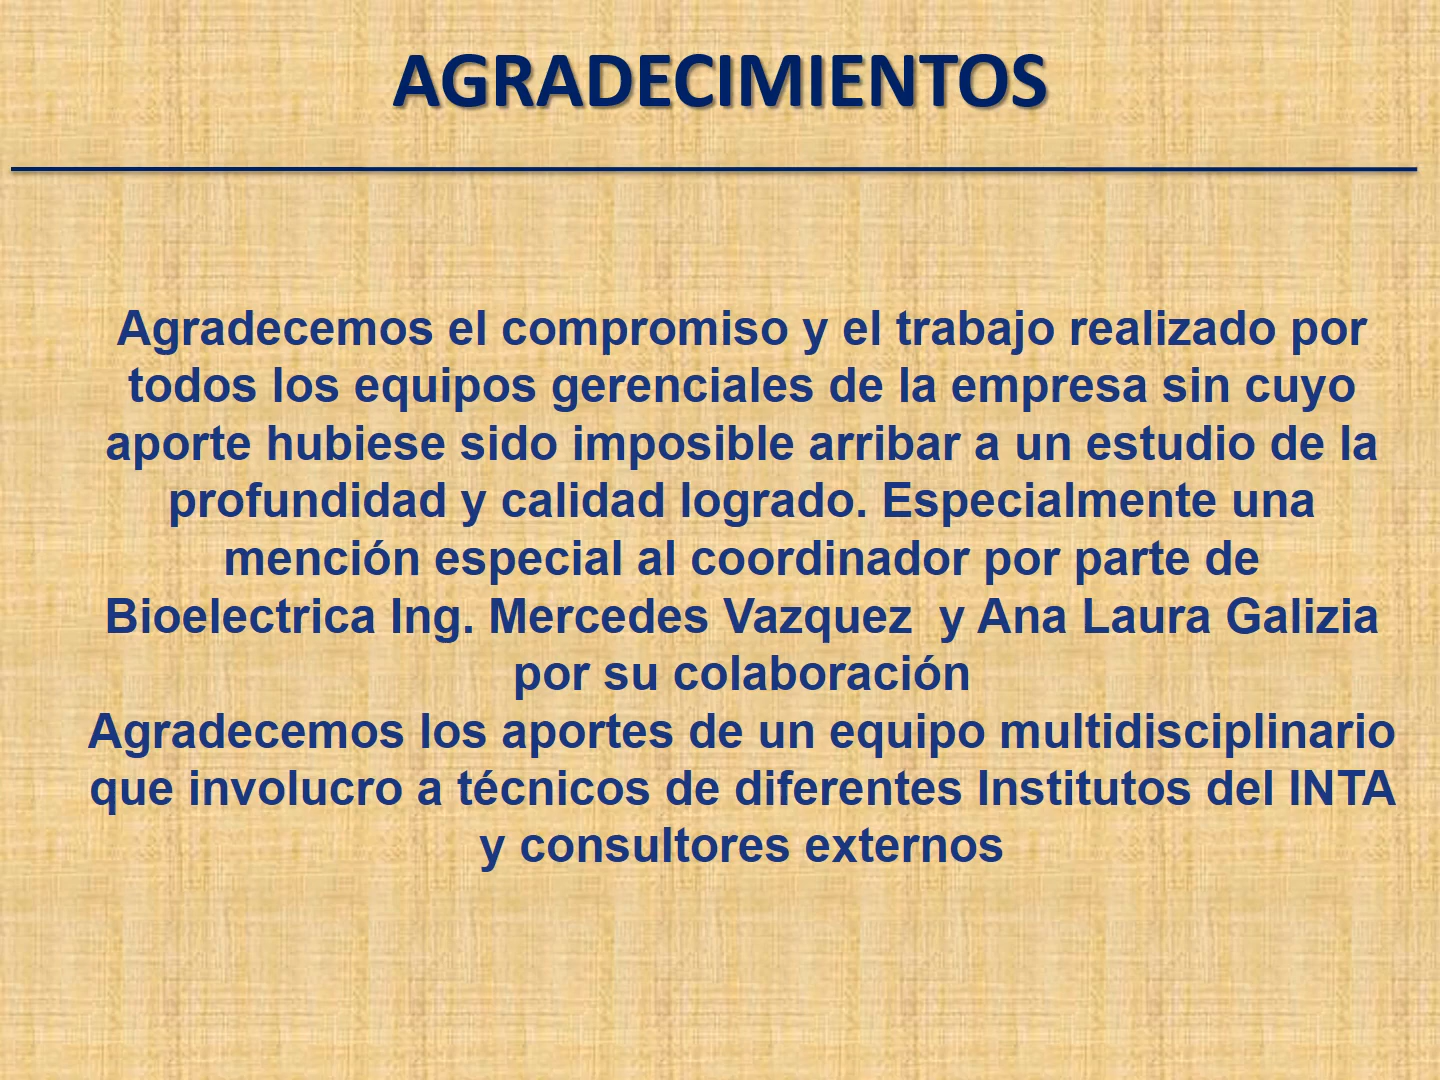 AGRADECIMIENTOS
Agradecemos el compromiso y el trabajo realizado por
todos los equipos gerenciales de la empresa sin cuyo
aporte hubiese sido imposible arribar a un estudio de la
profundidad y calidad logrado. Especialmente una
mención especial al coordinador por parte de
Bioelectrica Ing. Mercedes Vazquez  y Ana Laura Galizia
por su colaboración
Agradecemos los aportes de un equipo multidisciplinario
que involucro a técnicos de diferentes Institutos del INTA
y consultores externos